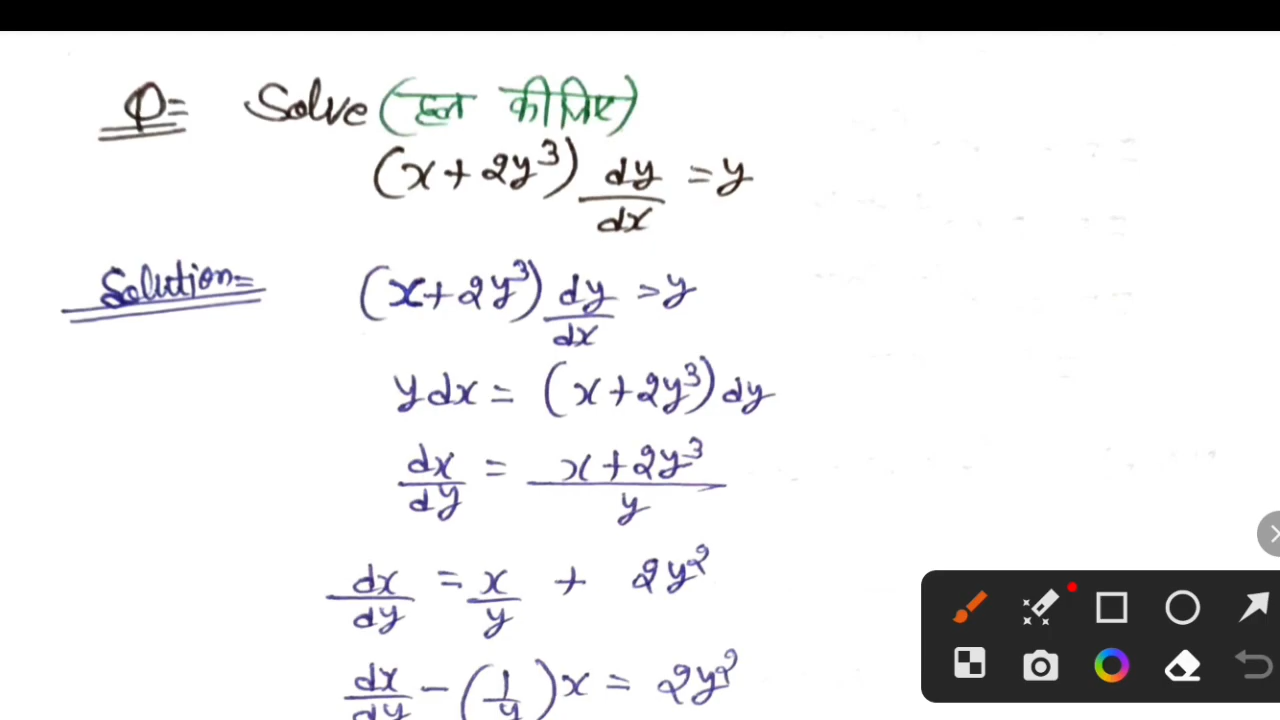 Q= Solve (हल कीजिए)
(x+2y³) dy/dx = y
Solution= (x+2y³) dy/dx = y
y dx = (x+2y³) dy
dx/dy = x+2y³/y
dx/dy = x/y + 2y²
dx/dy - (1/y)x = 2y²